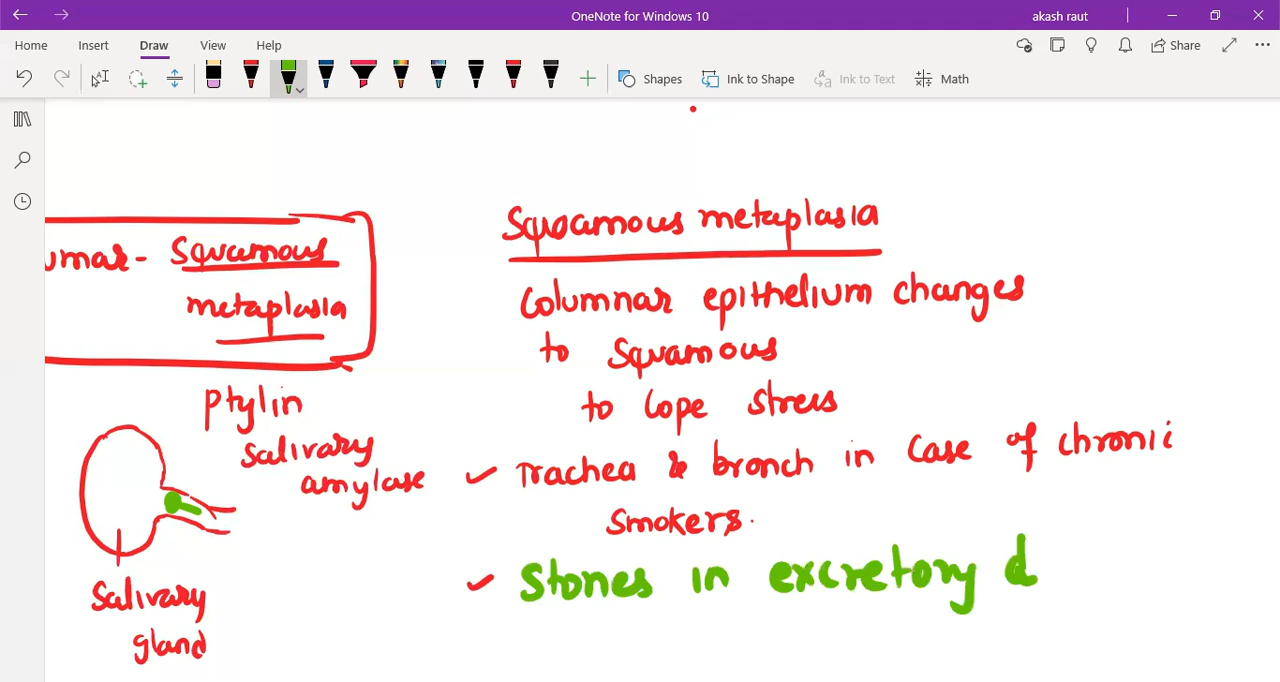 OneNote for Windows 10
akash raut
Home Insert Draw View Help
Share
Shapes
Ink to Shape
Ink to Text
Math
umar - Squamous
metaplasia
Ptylin
salivary
amylase
Salivary
gland
Squamous metaplasia
Columnar epithelium changes
to Squamous
to Cope Stress
Trachea & bronch in Case of chronic
Smokers.
Stones in excretory d